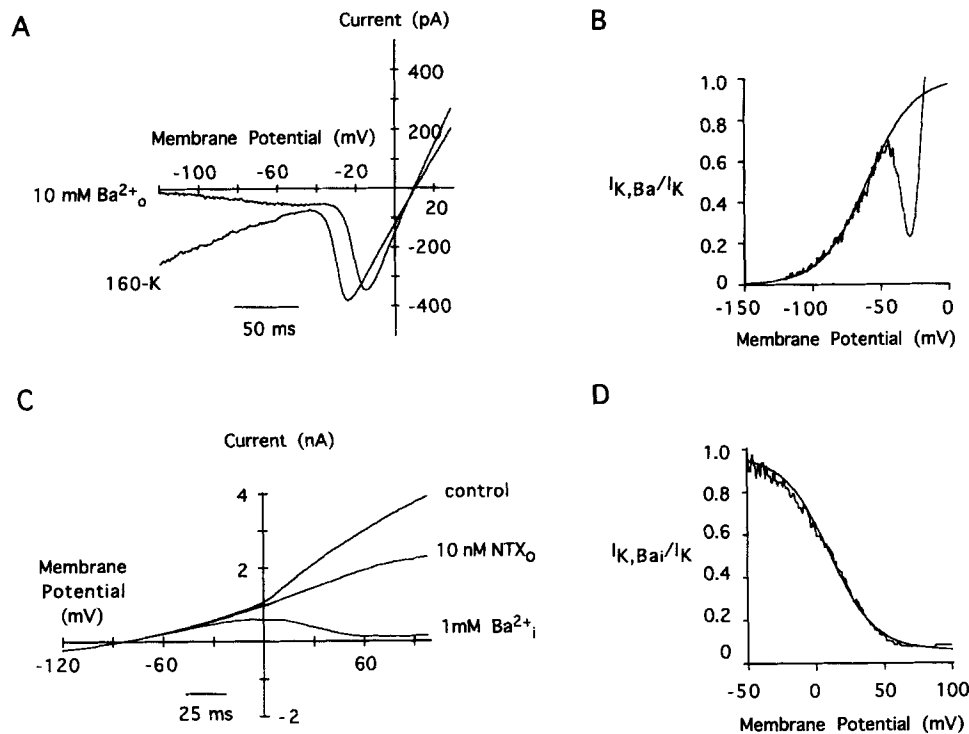 A
Current (pA)
400
200
Membrane Potential (mV)
-100 -60 -20
20
10 mM Ba²⁺ₒ
-200
160-K
-400
50 ms
B
1.0
0.8
0.6
I_K,Ba/I_K
0.4
0.2
0
-150 -100 -50 0
Membrane Potential (mV)
C
Current (nA)
4
control
2
10 nM NTXₒ
Membrane
Potential
(mV)
1mM Ba²⁺ᵢ
-120 -60 60
25 ms
-2
D
1.0
0.8
0.6
I_K,Bai/I_K
0.4
0.2
0
-50 0 50 100
Membrane Potential (mV)